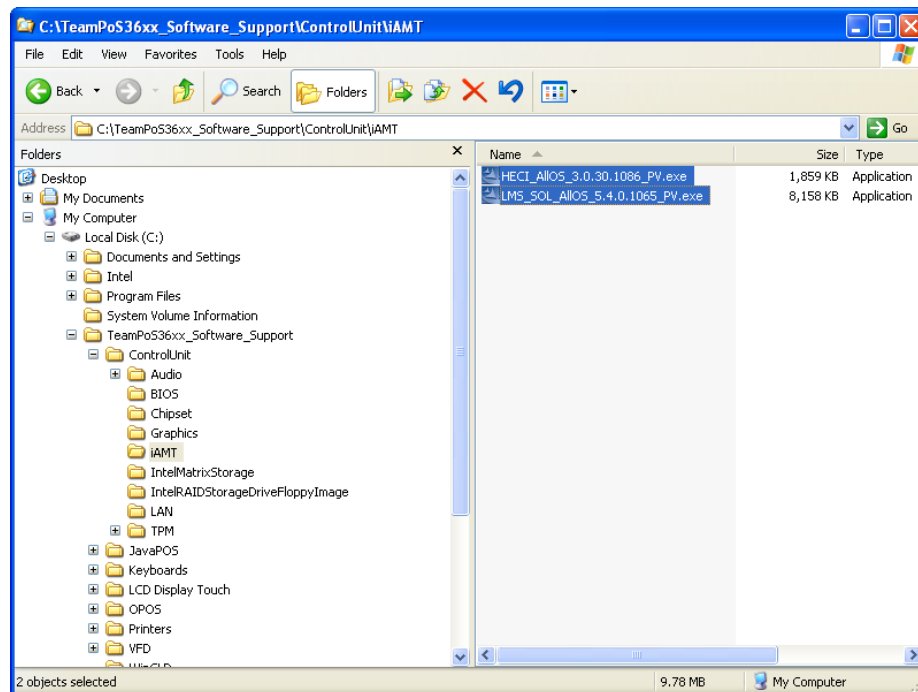 C:\TeamPoS36xx_Software_Support\ControlUnit\iAMT
File Edit View Favorites Tools Help
Back Search Folders
Address C:\TeamPoS36xx_Software_Support\ControlUnit\iAMT Go
Folders
Name Size Type
Desktop
My Documents
My Computer
Local Disk (C:)
Documents and Settings
Intel
Program Files
System Volume Information
TeamPoS36xx_Software_Support
ControlUnit
Audio
BIOS
Chipset
Graphics
iAMT
IntelMatrixStorage
IntelRAIDStorageDriveFloppyImage
LAN
TPM
JavaPOS
Keyboards
LCD Display Touch
OPOS
Printers
VFD
HECI_AllOS_3.0.30.1086_PV.exe 1,859 KB Application
LMS_SOL_AllOS_5.4.0.1065_PV.exe 8,158 KB Application
2 objects selected 9.78 MB My Computer